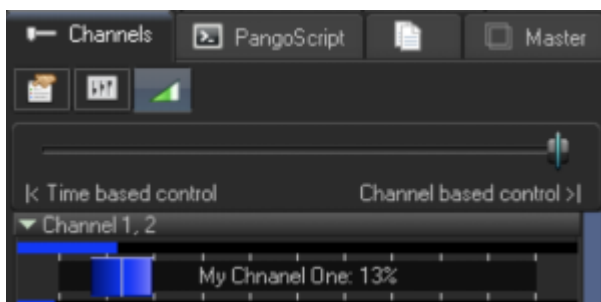 Channels PangoScript Master
|< Time based control Channel based control >|
Channel 1, 2
My Chnanel One: 13%